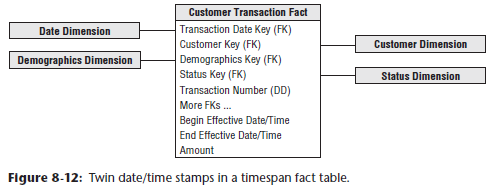 Customer Transaction Fact
Date Dimension
Transaction Date Key (FK)
Customer Key (FK)
Customer Dimension
Demographics Dimension
Demographics Key (FK)
Status Key (FK)
Status Dimension
Transaction Number (DD)
More FKs ...
Begin Effective Date/Time
End Effective Date/Time
Amount
Figure 8-12: Twin date/time stamps in a timespan fact table.